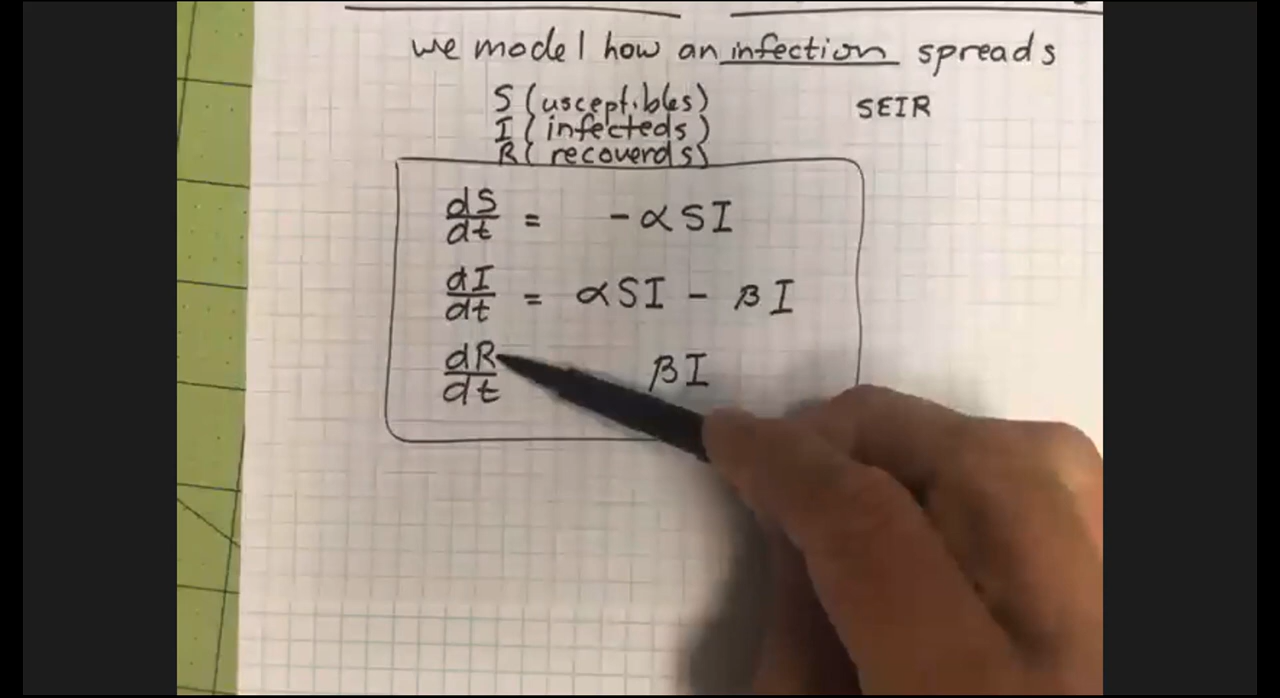 we model how an infection spreads
S (usceptibles)
SEIR
I (infecteds)
R( recoverds)
dS/dt = -αSI
dI/dt = αSI - βI
dR/dt βI